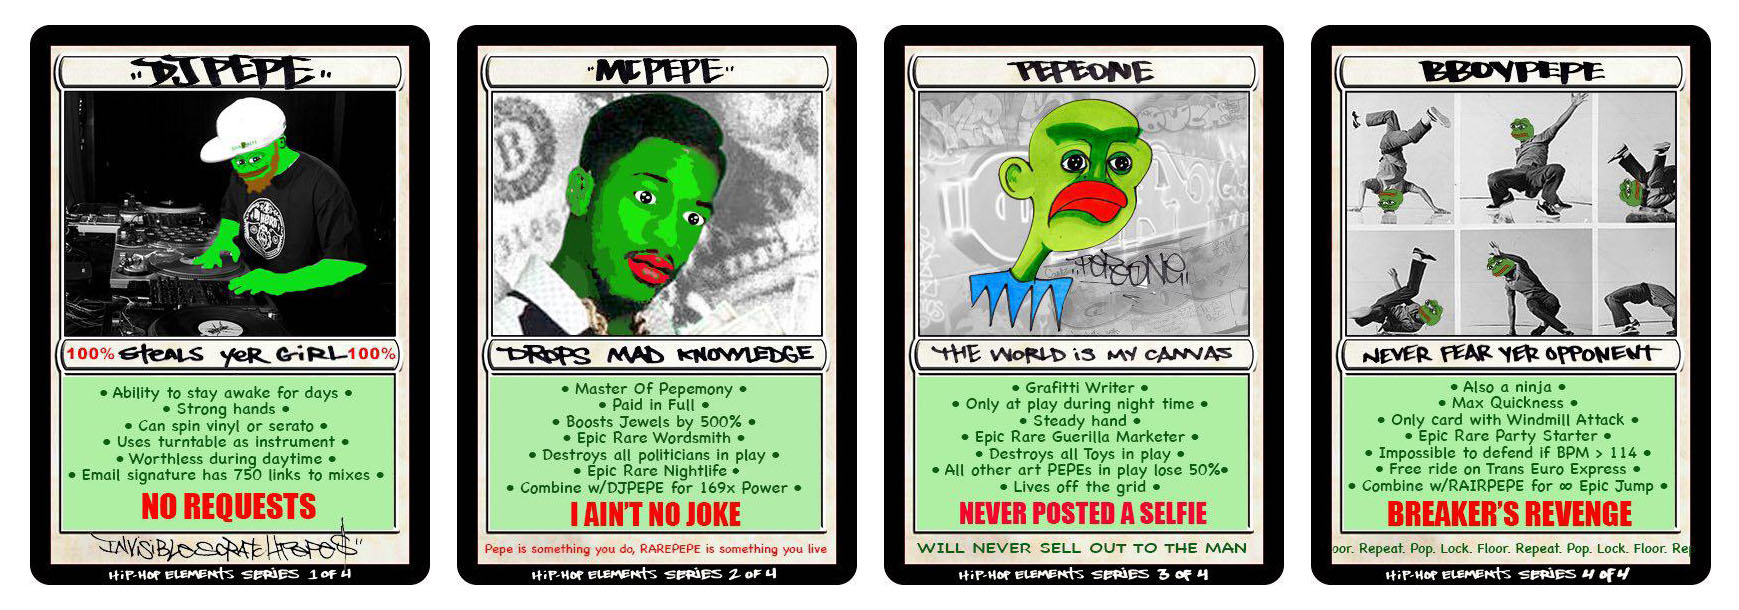 "DJPEPE"
100% STEALS YER GiRL 100%
• Ability to stay awake for days •
• Strong hands •
• Can spin vinyl or serato •
• Uses turntable as instrument •
• Worthless during daytime •
• Email signature has 750 links to mixes •
NO REQUESTS
HiP-HOP ELEMENTS SERIES 1 OF 4
"MCPEPE"
B
DROPS MAD KNOWLEDGE
• Master Of Pepemony •
• Paid in Full •
• Boosts Jewels by 500% •
• Epic Rare Wordsmith •
• Destroys all politicians in play •
• Epic Rare Nightlife •
• Combine w/DJPEPE for 169x Power •
I AIN'T NO JOKE
Pepe is something you do, RAREPEPE is something you live
HiP-HOP ELEMENTS SERIES 2 OF 4
PEPEONE
PEPEONE
THE WORLD iS MY CANVAS
• Grafitti Writer •
• Only at play during night time •
• Steady hand •
• Epic Rare Guerilla Marketer •
• Destroys all Toys in play •
• All other art PEPEs in play lose 50%•
• Lives off the grid •
NEVER POSTED A SELFIE
WILL NEVER SELL OUT TO THE MAN
HiP-HOP ELEMENTS SERIES 3 OF 4
BBOYPEPE
NEVER FEAR YER OPPONENT
• Also a ninja •
• Max Quickness •
• Only card with Windmill Attack •
• Epic Rare Party Starter •
• Impossible to defend if BPM > 114 •
• Free ride on Trans Euro Express •
• Combine w/RAIRPEPE for ∞ Epic Jump •
BREAKER'S REVENGE
oor. Repeat. Pop. Lock. Floor. Repeat. Pop. Lock. Floor. Re
HiP-HOP ELEMENTS SERIES 4 OF 4